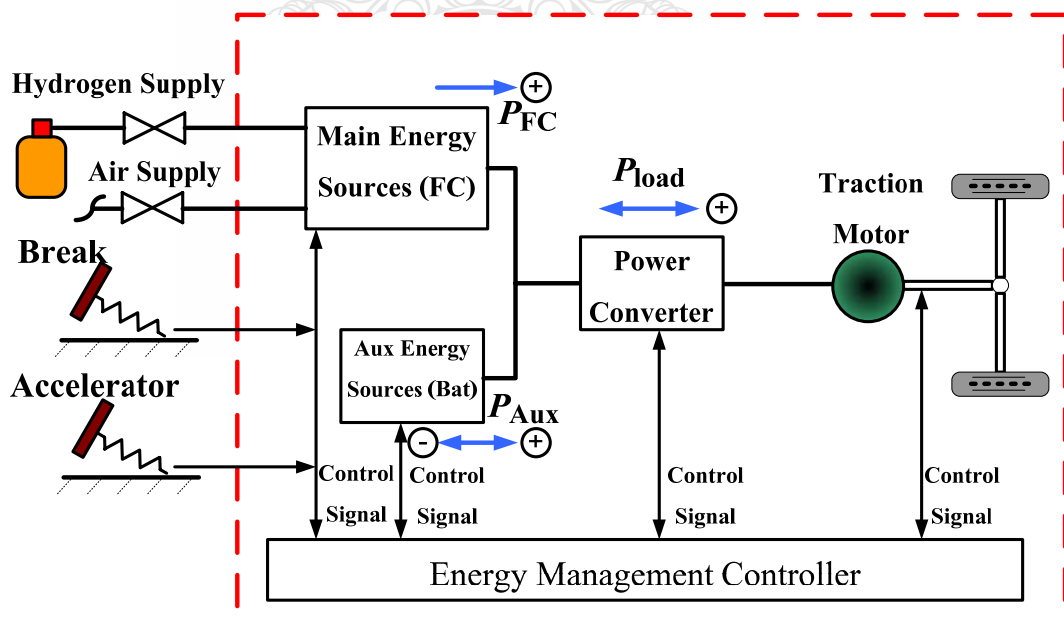 Hydrogen Supply
Air Supply
Break
Accelerator
+
P_FC
Main Energy
Sources (FC)
Aux Energy
Sources (Bat)
P_Aux
- +
P_load
+
Power
Converter
Traction
Motor
Control
Signal
Control
Signal
Control
Signal
Control
Signal
Energy Management Controller